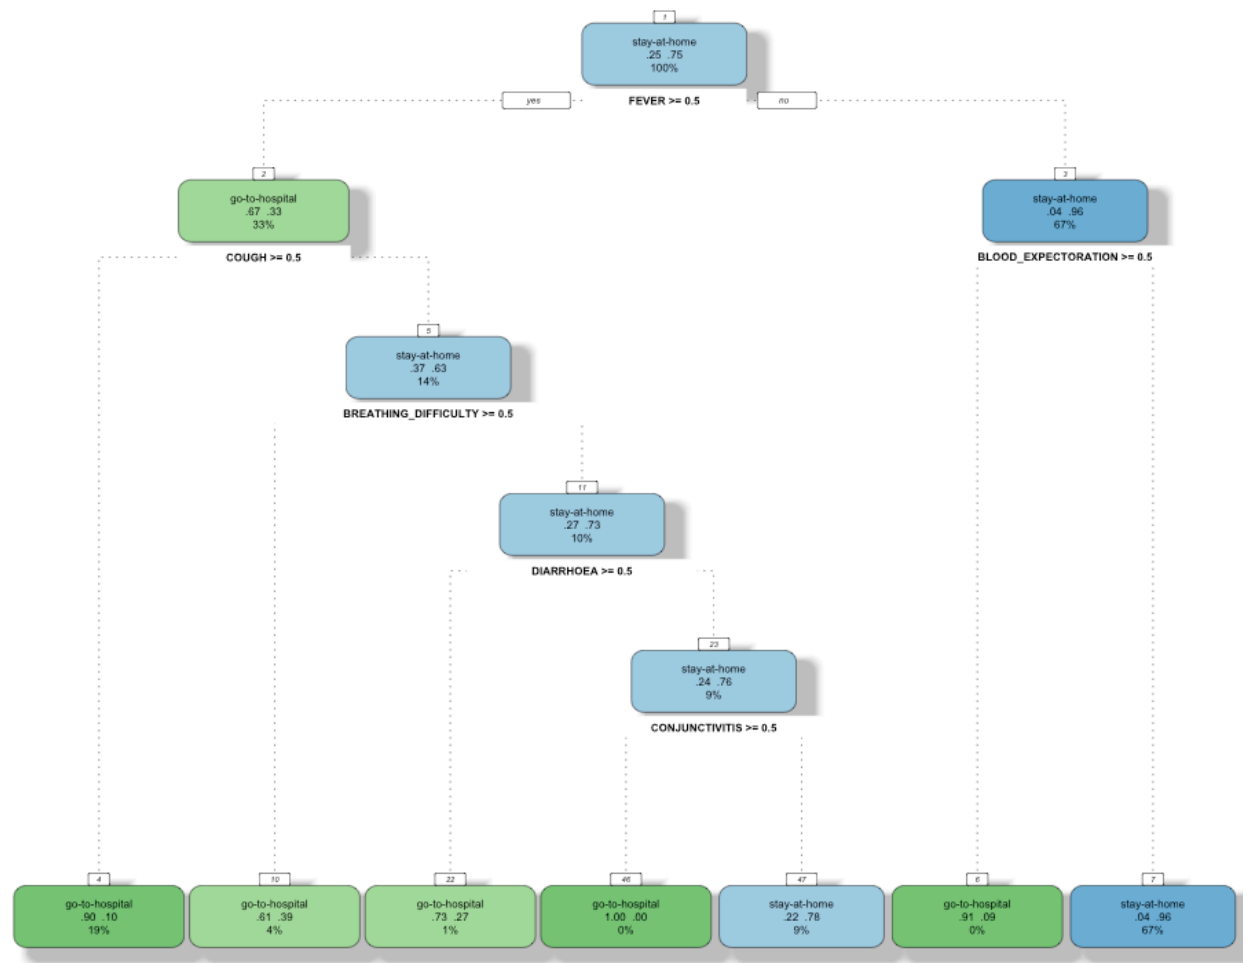 1
stay-at-home
.25 .75
100%
yes
FEVER >= 0.5
no
2
go-to-hospital
.67 .33
33%
COUGH >= 0.5
3
stay-at-home
.04 .96
67%
BLOOD_EXPECTORATION >= 0.5
5
stay-at-home
.37 .63
14%
BREATHING_DIFFICULTY >= 0.5
11
stay-at-home
.27 .73
10%
DIARRHOEA >= 0.5
23
stay-at-home
.24 .76
9%
CONJUNCTIVITIS >= 0.5
4
go-to-hospital
.90 .10
19%
10
go-to-hospital
.61 .39
4%
22
go-to-hospital
.73 .27
1%
46
go-to-hospital
1.00 .00
0%
47
stay-at-home
.22 .78
9%
6
go-to-hospital
.91 .09
0%
7
stay-at-home
.04 .96
67%